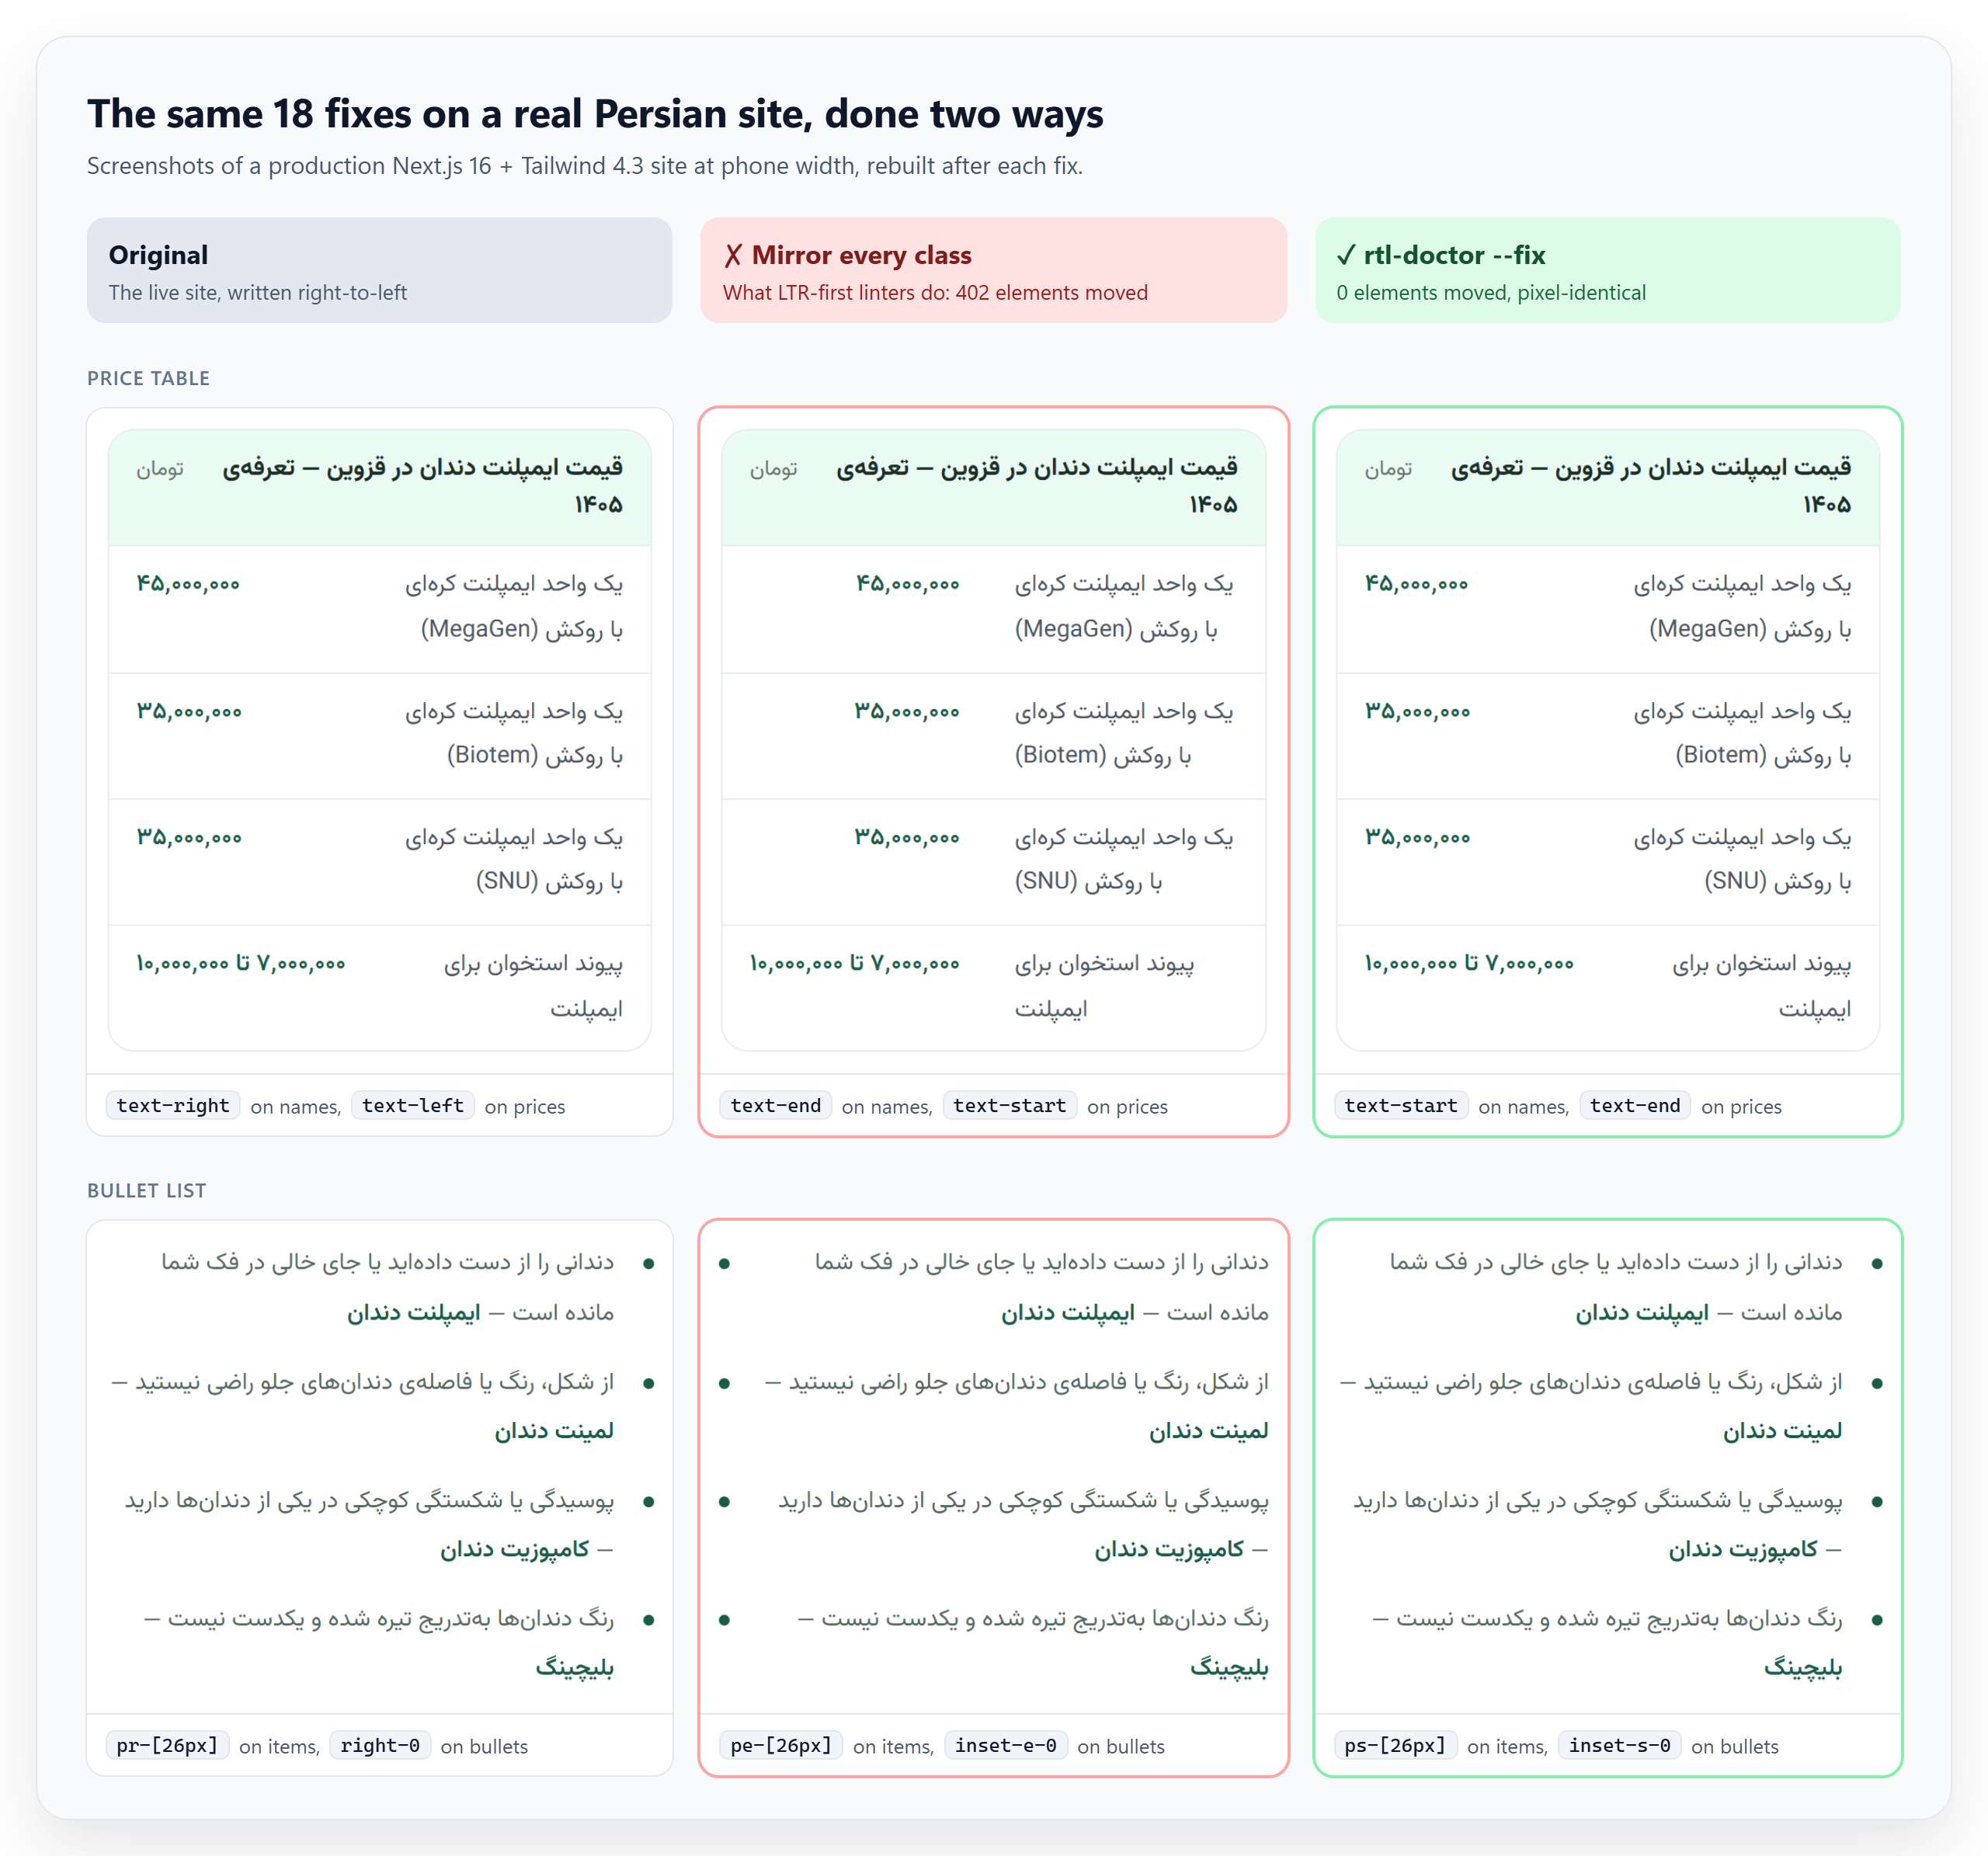 The same 18 fixes on a real Persian site, done two ways
Screenshots of a production Next.js 16 + Tailwind 4.3 site at phone width, rebuilt after each fix.
Original
The live site, written right-to-left
✗ Mirror every class
What LTR-first linters do: 402 elements moved
✓ rtl-doctor --fix
0 elements moved, pixel-identical
PRICE TABLE
قیمت ایمپلنت دندان در قزوین — تعرفه‌ی
۱۴۰۵
تومان
یک واحد ایمپلنت کره‌ای
با روکش (MegaGen)
۴۵,۰۰۰,۰۰۰
یک واحد ایمپلنت کره‌ای
با روکش (Biotem)
۳۵,۰۰۰,۰۰۰
یک واحد ایمپلنت کره‌ای
با روکش (SNU)
۳۵,۰۰۰,۰۰۰
پیوند استخوان برای
ایمپلنت
۷,۰۰۰,۰۰۰ تا ۱۰,۰۰۰,۰۰۰
text-right on names, text-left on prices
قیمت ایمپلنت دندان در قزوین — تعرفه‌ی
۱۴۰۵
تومان
یک واحد ایمپلنت کره‌ای
با روکش (MegaGen)
۴۵,۰۰۰,۰۰۰
یک واحد ایمپلنت کره‌ای
با روکش (Biotem)
۳۵,۰۰۰,۰۰۰
یک واحد ایمپلنت کره‌ای
با روکش (SNU)
۳۵,۰۰۰,۰۰۰
پیوند استخوان برای
ایمپلنت
۷,۰۰۰,۰۰۰ تا ۱۰,۰۰۰,۰۰۰
text-end on names, text-start on prices
قیمت ایمپلنت دندان در قزوین — تعرفه‌ی
۱۴۰۵
تومان
یک واحد ایمپلنت کره‌ای
با روکش (MegaGen)
۴۵,۰۰۰,۰۰۰
یک واحد ایمپلنت کره‌ای
با روکش (Biotem)
۳۵,۰۰۰,۰۰۰
یک واحد ایمپلنت کره‌ای
با روکش (SNU)
۳۵,۰۰۰,۰۰۰
پیوند استخوان برای
ایمپلنت
۷,۰۰۰,۰۰۰ تا ۱۰,۰۰۰,۰۰۰
text-start on names, text-end on prices
BULLET LIST
• دندانی را از دست داده‌اید یا جای خالی در فک شما
مانده است — ایمپلنت دندان
• از شکل، رنگ یا فاصله‌ی دندان‌های جلو راضی نیستید —
لمینت دندان
• پوسیدگی یا شکستگی کوچکی در یکی از دندان‌ها دارید
— کامپوزیت دندان
• رنگ دندان‌ها به‌تدریج تیره شده و یکدست نیست —
بلیچینگ
pr-[26px] on items, right-0 on bullets
دندانی را از دست داده‌اید یا جای خالی در فک شما •
مانده است — ایمپلنت دندان
از شکل، رنگ یا فاصله‌ی دندان‌های جلو راضی نیستید — •
لمینت دندان
پوسیدگی یا شکستگی کوچکی در یکی از دندان‌ها دارید •
— کامپوزیت دندان
رنگ دندان‌ها به‌تدریج تیره شده و یکدست نیست — •
بلیچینگ
pe-[26px] on items, inset-e-0 on bullets
• دندانی را از دست داده‌اید یا جای خالی در فک شما
مانده است — ایمپلنت دندان
• از شکل، رنگ یا فاصله‌ی دندان‌های جلو راضی نیستید —
لمینت دندان
• پوسیدگی یا شکستگی کوچکی در یکی از دندان‌ها دارید
— کامپوزیت دندان
• رنگ دندان‌ها به‌تدریج تیره شده و یکدست نیست —
بلیچینگ
ps-[26px] on items, inset-s-0 on bullets